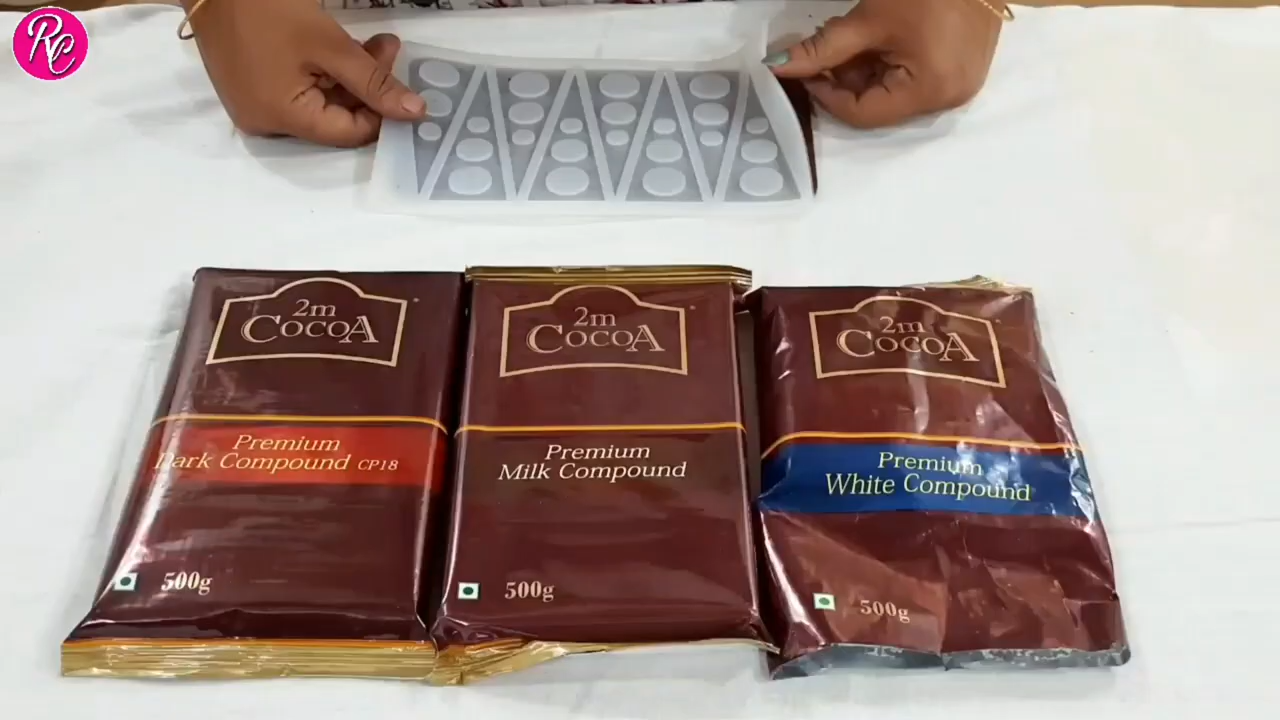 RC
2m
COCOA
Premium
Dark Compound CP18
500g
2m
COCOA
Premium
Milk Compound
500g
2m
COCOA
Premium
White Compound
500g